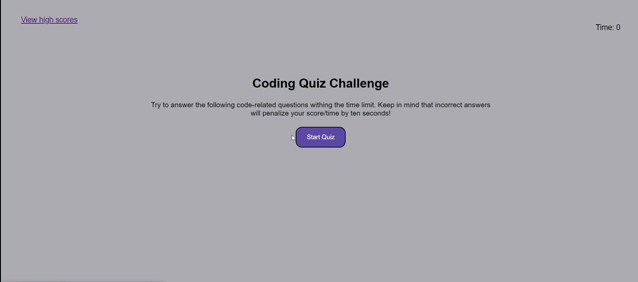 View high scores
Time: 0
Coding Quiz Challenge
Try to answer the following code-related questions withing the time limit. Keep in mind that incorrect answers
will penalize your score/time by ten seconds!
Start Quiz